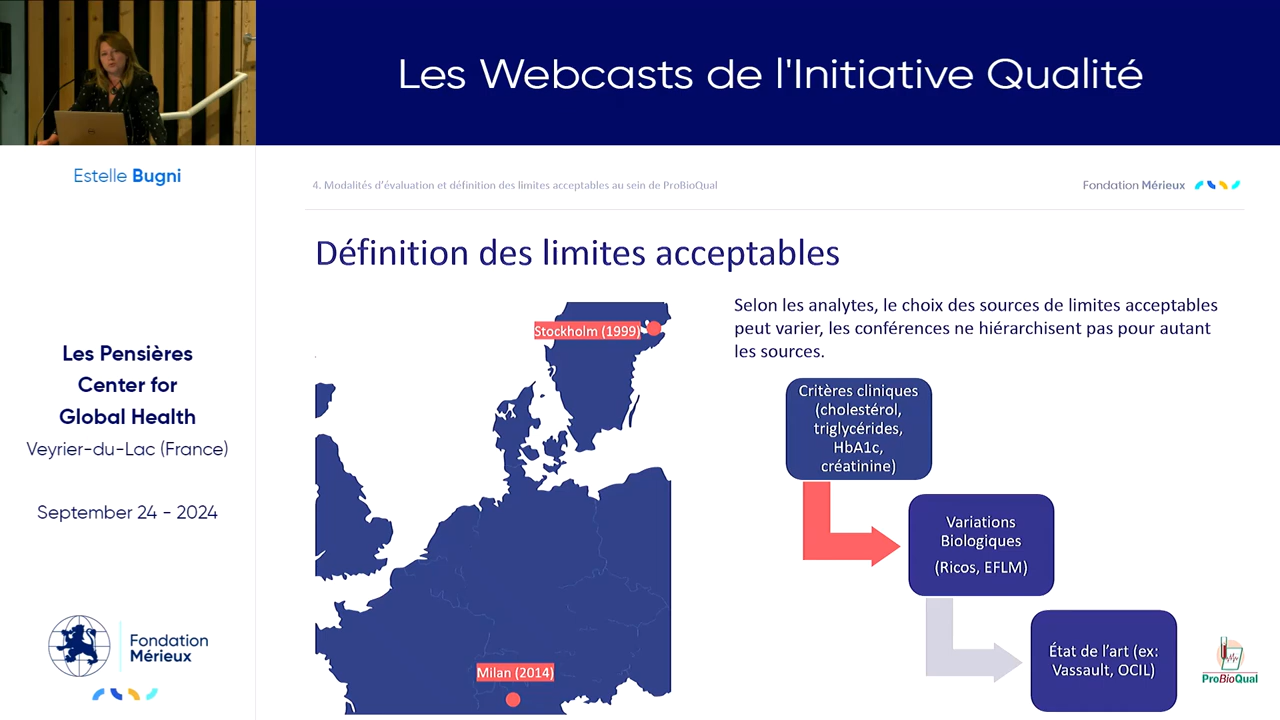 Les Webcasts de l'Initiative Qualité
Estelle Bugni
4. Modalités d'évaluation et définition des limites acceptables au sein de ProBioQual
Fondation Mérieux
Définition des limites acceptables
Stockholm (1999)
Milan (2014)
Selon les analytes, le choix des sources de limites acceptables
peut varier, les conférences ne hiérarchisent pas pour autant
les sources.
Critères cliniques
(cholestérol,
triglycérides,
HbA1c,
créatinine)
Variations
Biologiques
(Ricos, EFLM)
État de l'art (ex:
Vassault, OCIL)
ProBioQual
Les Pensières
Center for
Global Health
Veyrier-du-Lac (France)
September 24 - 2024
Fondation
Mérieux